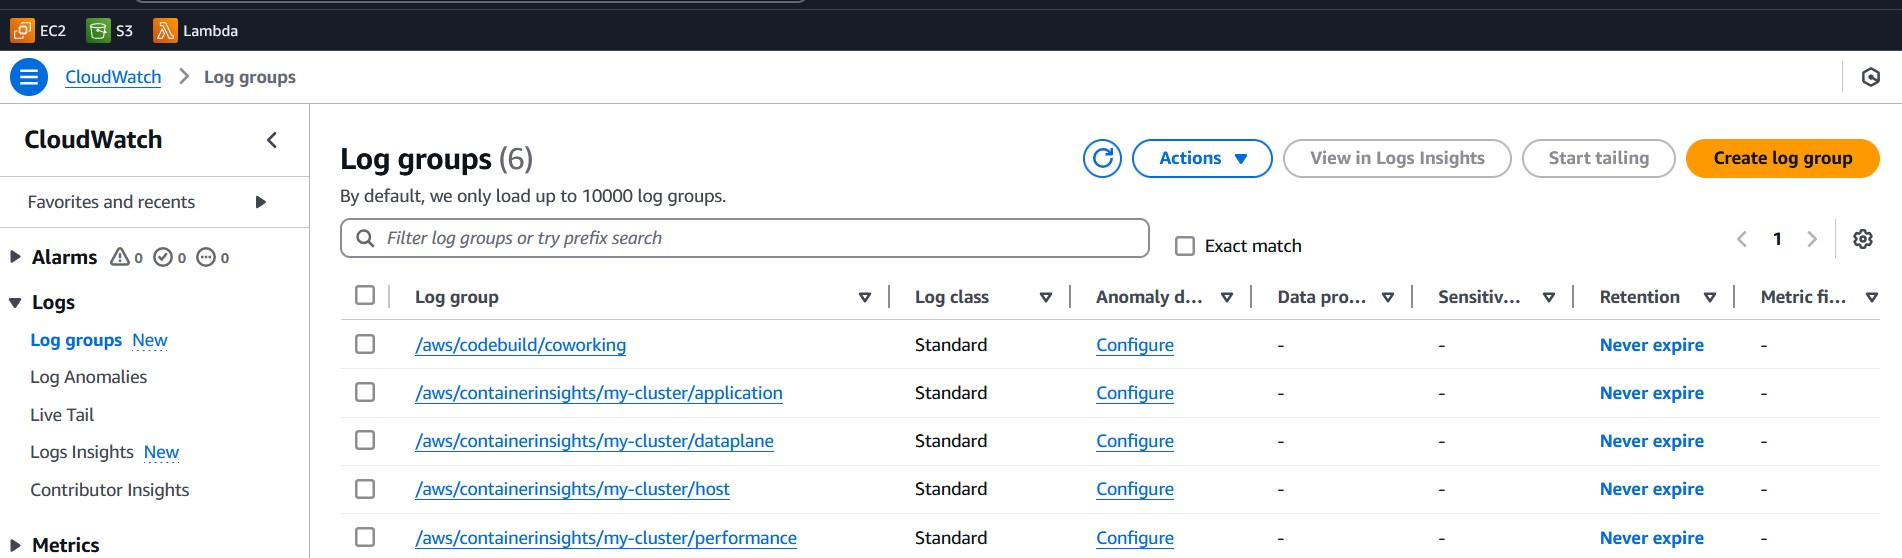 EC2 S3 Lambda
CloudWatch > Log groups
CloudWatch
Favorites and recents
Alarms 0 0 0
Logs
Log groups New
Log Anomalies
Live Tail
Logs Insights New
Contributor Insights
Metrics
Log groups (6)
Actions View in Logs Insights Start tailing Create log group
By default, we only load up to 10000 log groups.
Filter log groups or try prefix search
Exact match
1
Log group Log class Anomaly d... Data pro... Sensitiv... Retention Metric fi...
/aws/codebuild/coworking Standard Configure - - Never expire -
/aws/containerinsights/my-cluster/application Standard Configure - - Never expire -
/aws/containerinsights/my-cluster/dataplane Standard Configure - - Never expire -
/aws/containerinsights/my-cluster/host Standard Configure - - Never expire -
/aws/containerinsights/my-cluster/performance Standard Configure - - Never expire -